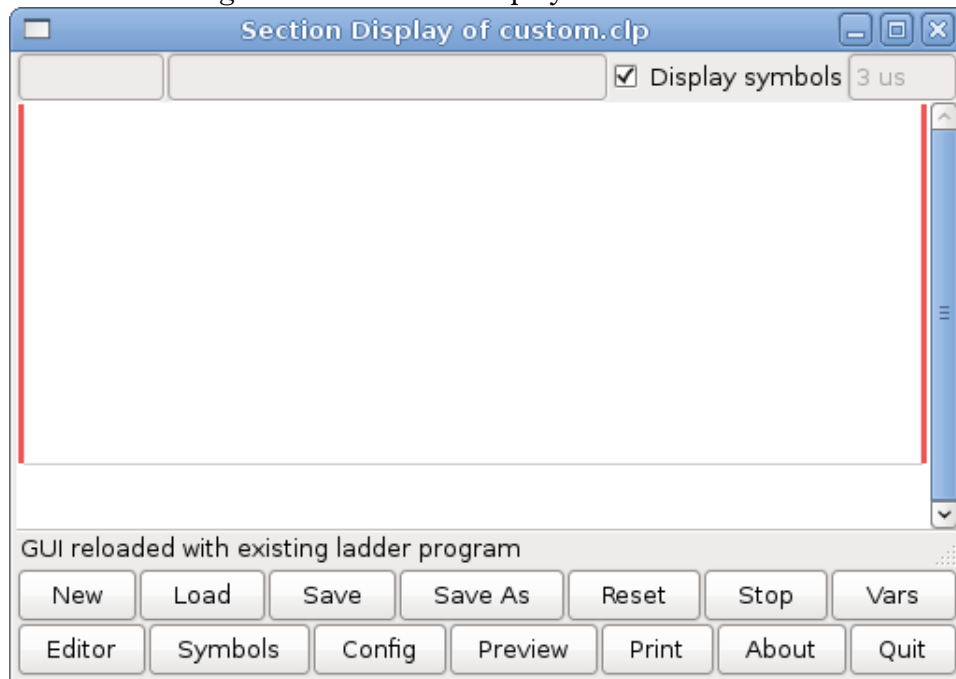 Section Display of custom.clp
Display symbols 3 us
GUI reloaded with existing ladder program
New Load Save Save As Reset Stop Vars
Editor Symbols Config Preview Print About Quit